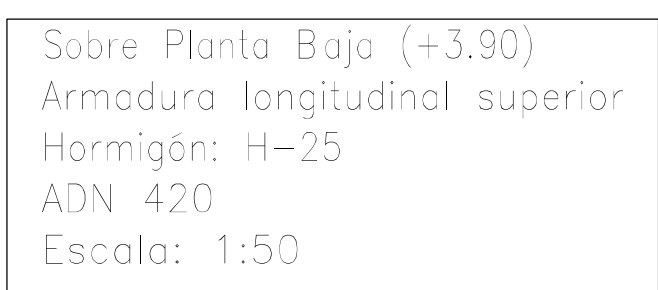 Sobre Planta Baja (+3.90)
Armadura longitudinal superior
Hormigón: H-25
ADN 420
Escala: 1:50